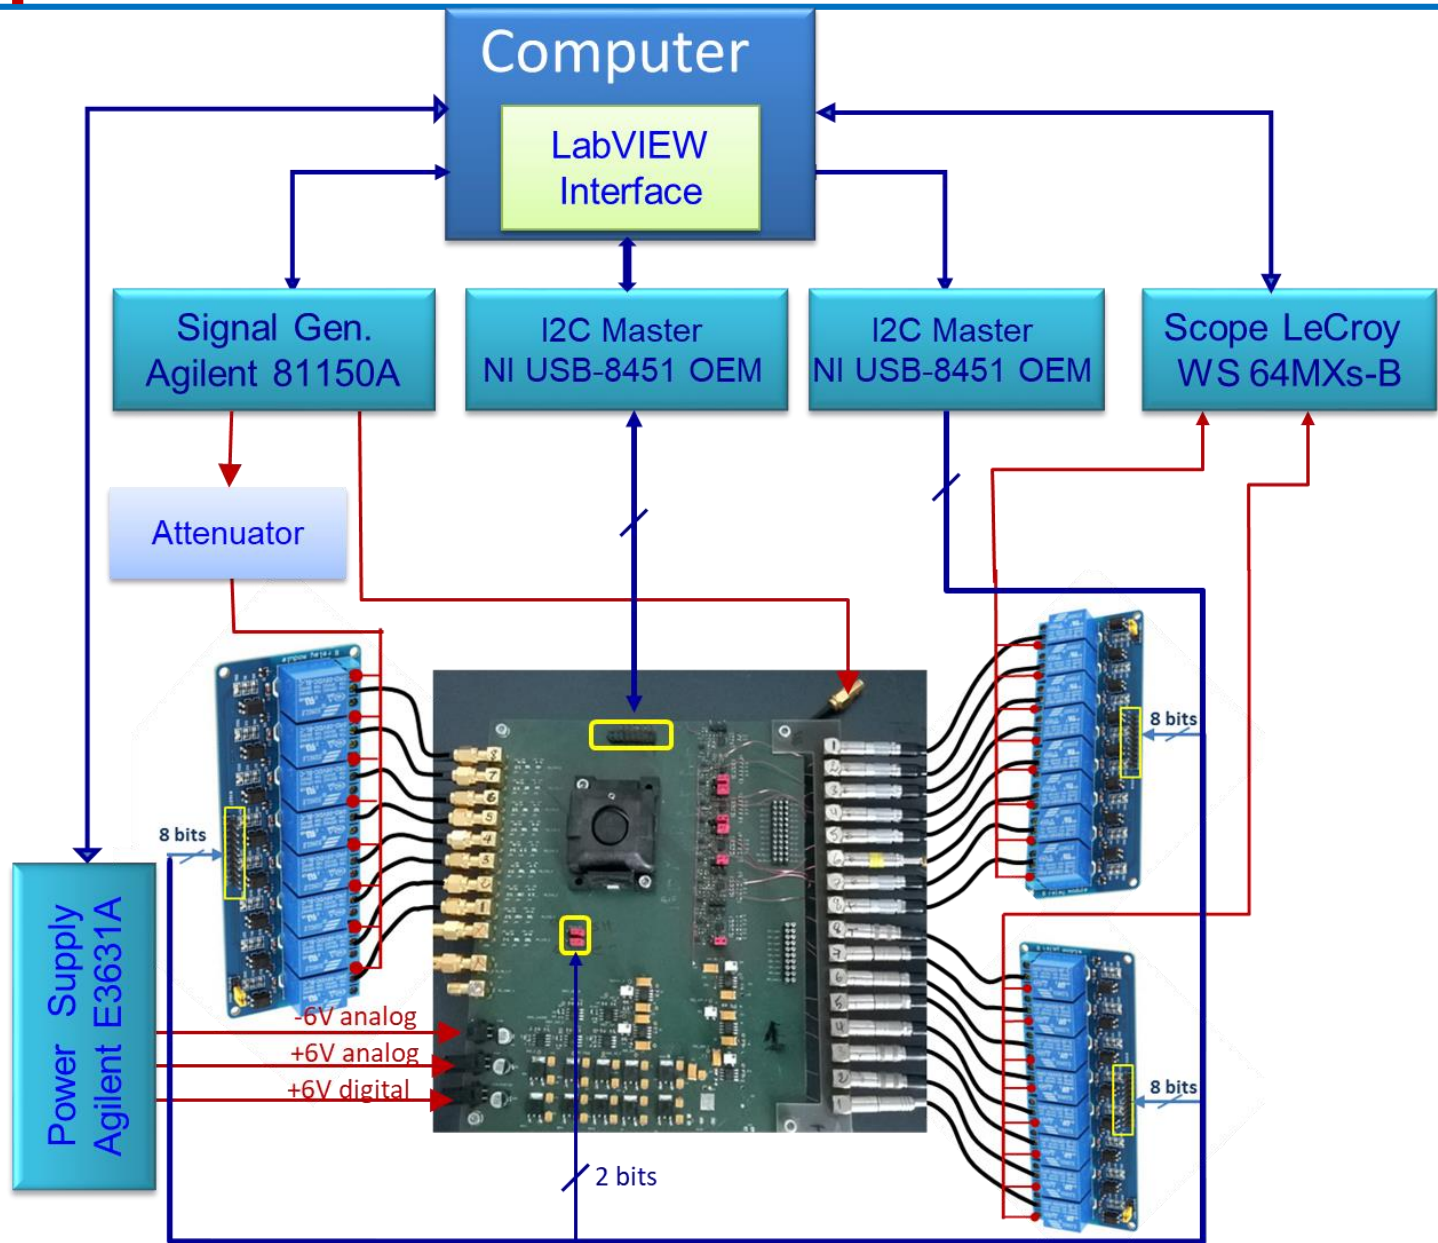 Computer
LabVIEW
Interface
Signal Gen.
Agilent 81150A
I2C Master
NI USB-8451 OEM
I2C Master
NI USB-8451 OEM
Scope LeCroy
WS 64MXs-B
Attenuator
8 bits
8 bits
8 bits
Power Supply
Agilent E3631A
-6V analog
+6V analog
+6V digital
2 bits